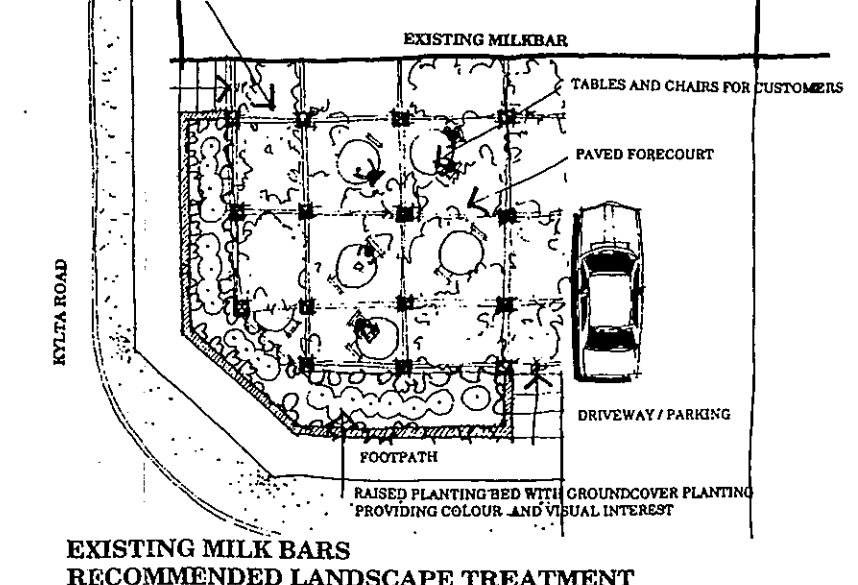 EXISTING MILKBAR
TABLES AND CHAIRS FOR CUSTOMERS
PAVED FORECOURT
KYLTA ROAD
DRIVEWAY / PARKING
FOOTPATH
RAISED PLANTING BED WITH GROUNDCOVER PLANTING
PROVIDING COLOUR AND VISUAL INTEREST
EXISTING MILK BARS
RECOMMENDED LANDSCAPE TREATMENT